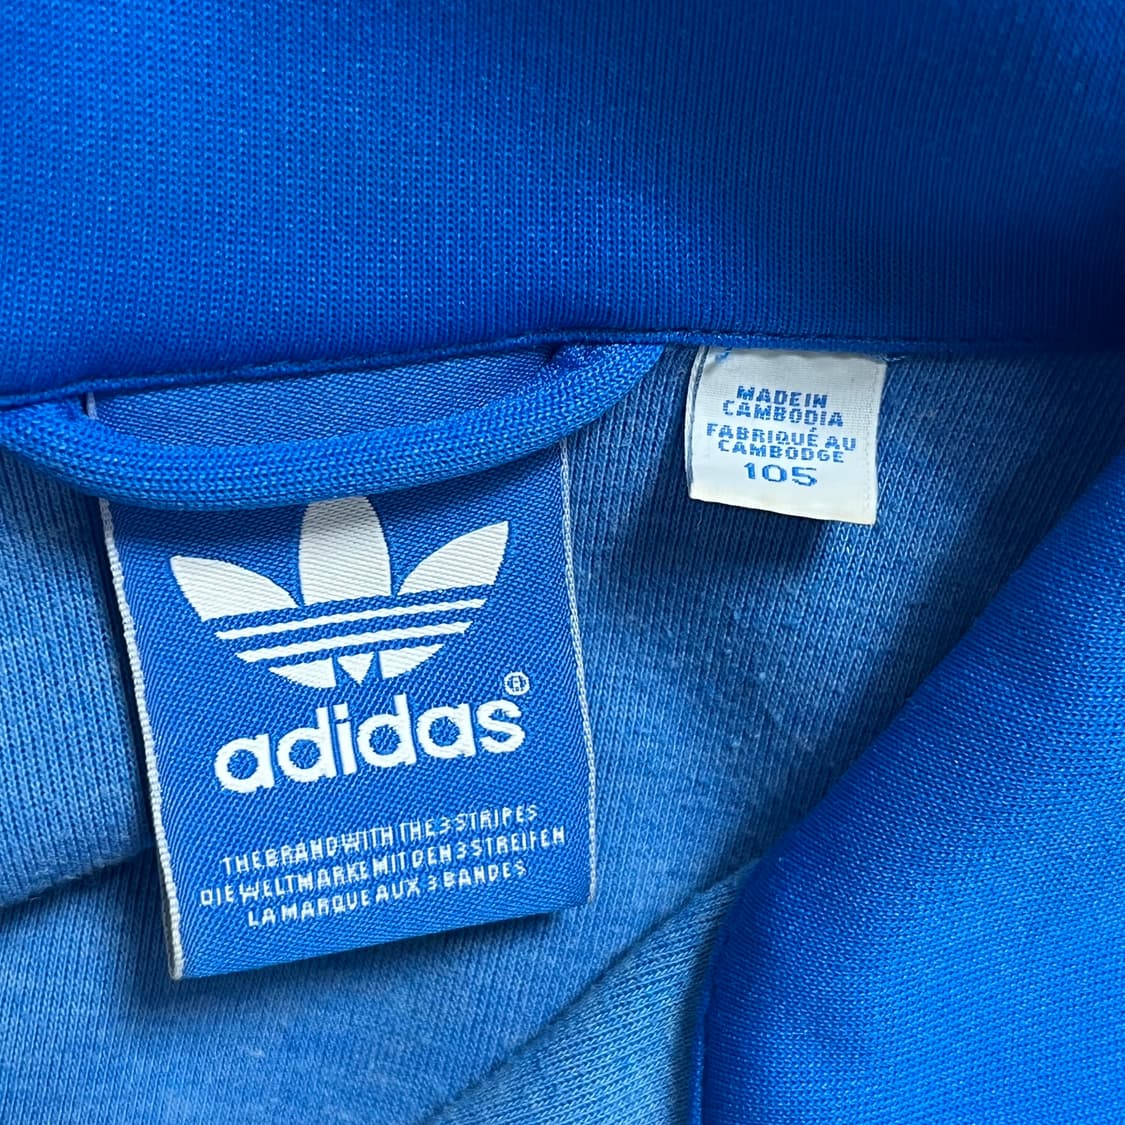 adidas®
THE BRAND WITH THE 3 STRIPES
DIE WELTMARKE MIT DEN 3 STREIFEN
LA MARQUE AUX 3 BANDES
MADE IN
CAMBODIA
FABRIQUÉ AU
CAMBODGE
105